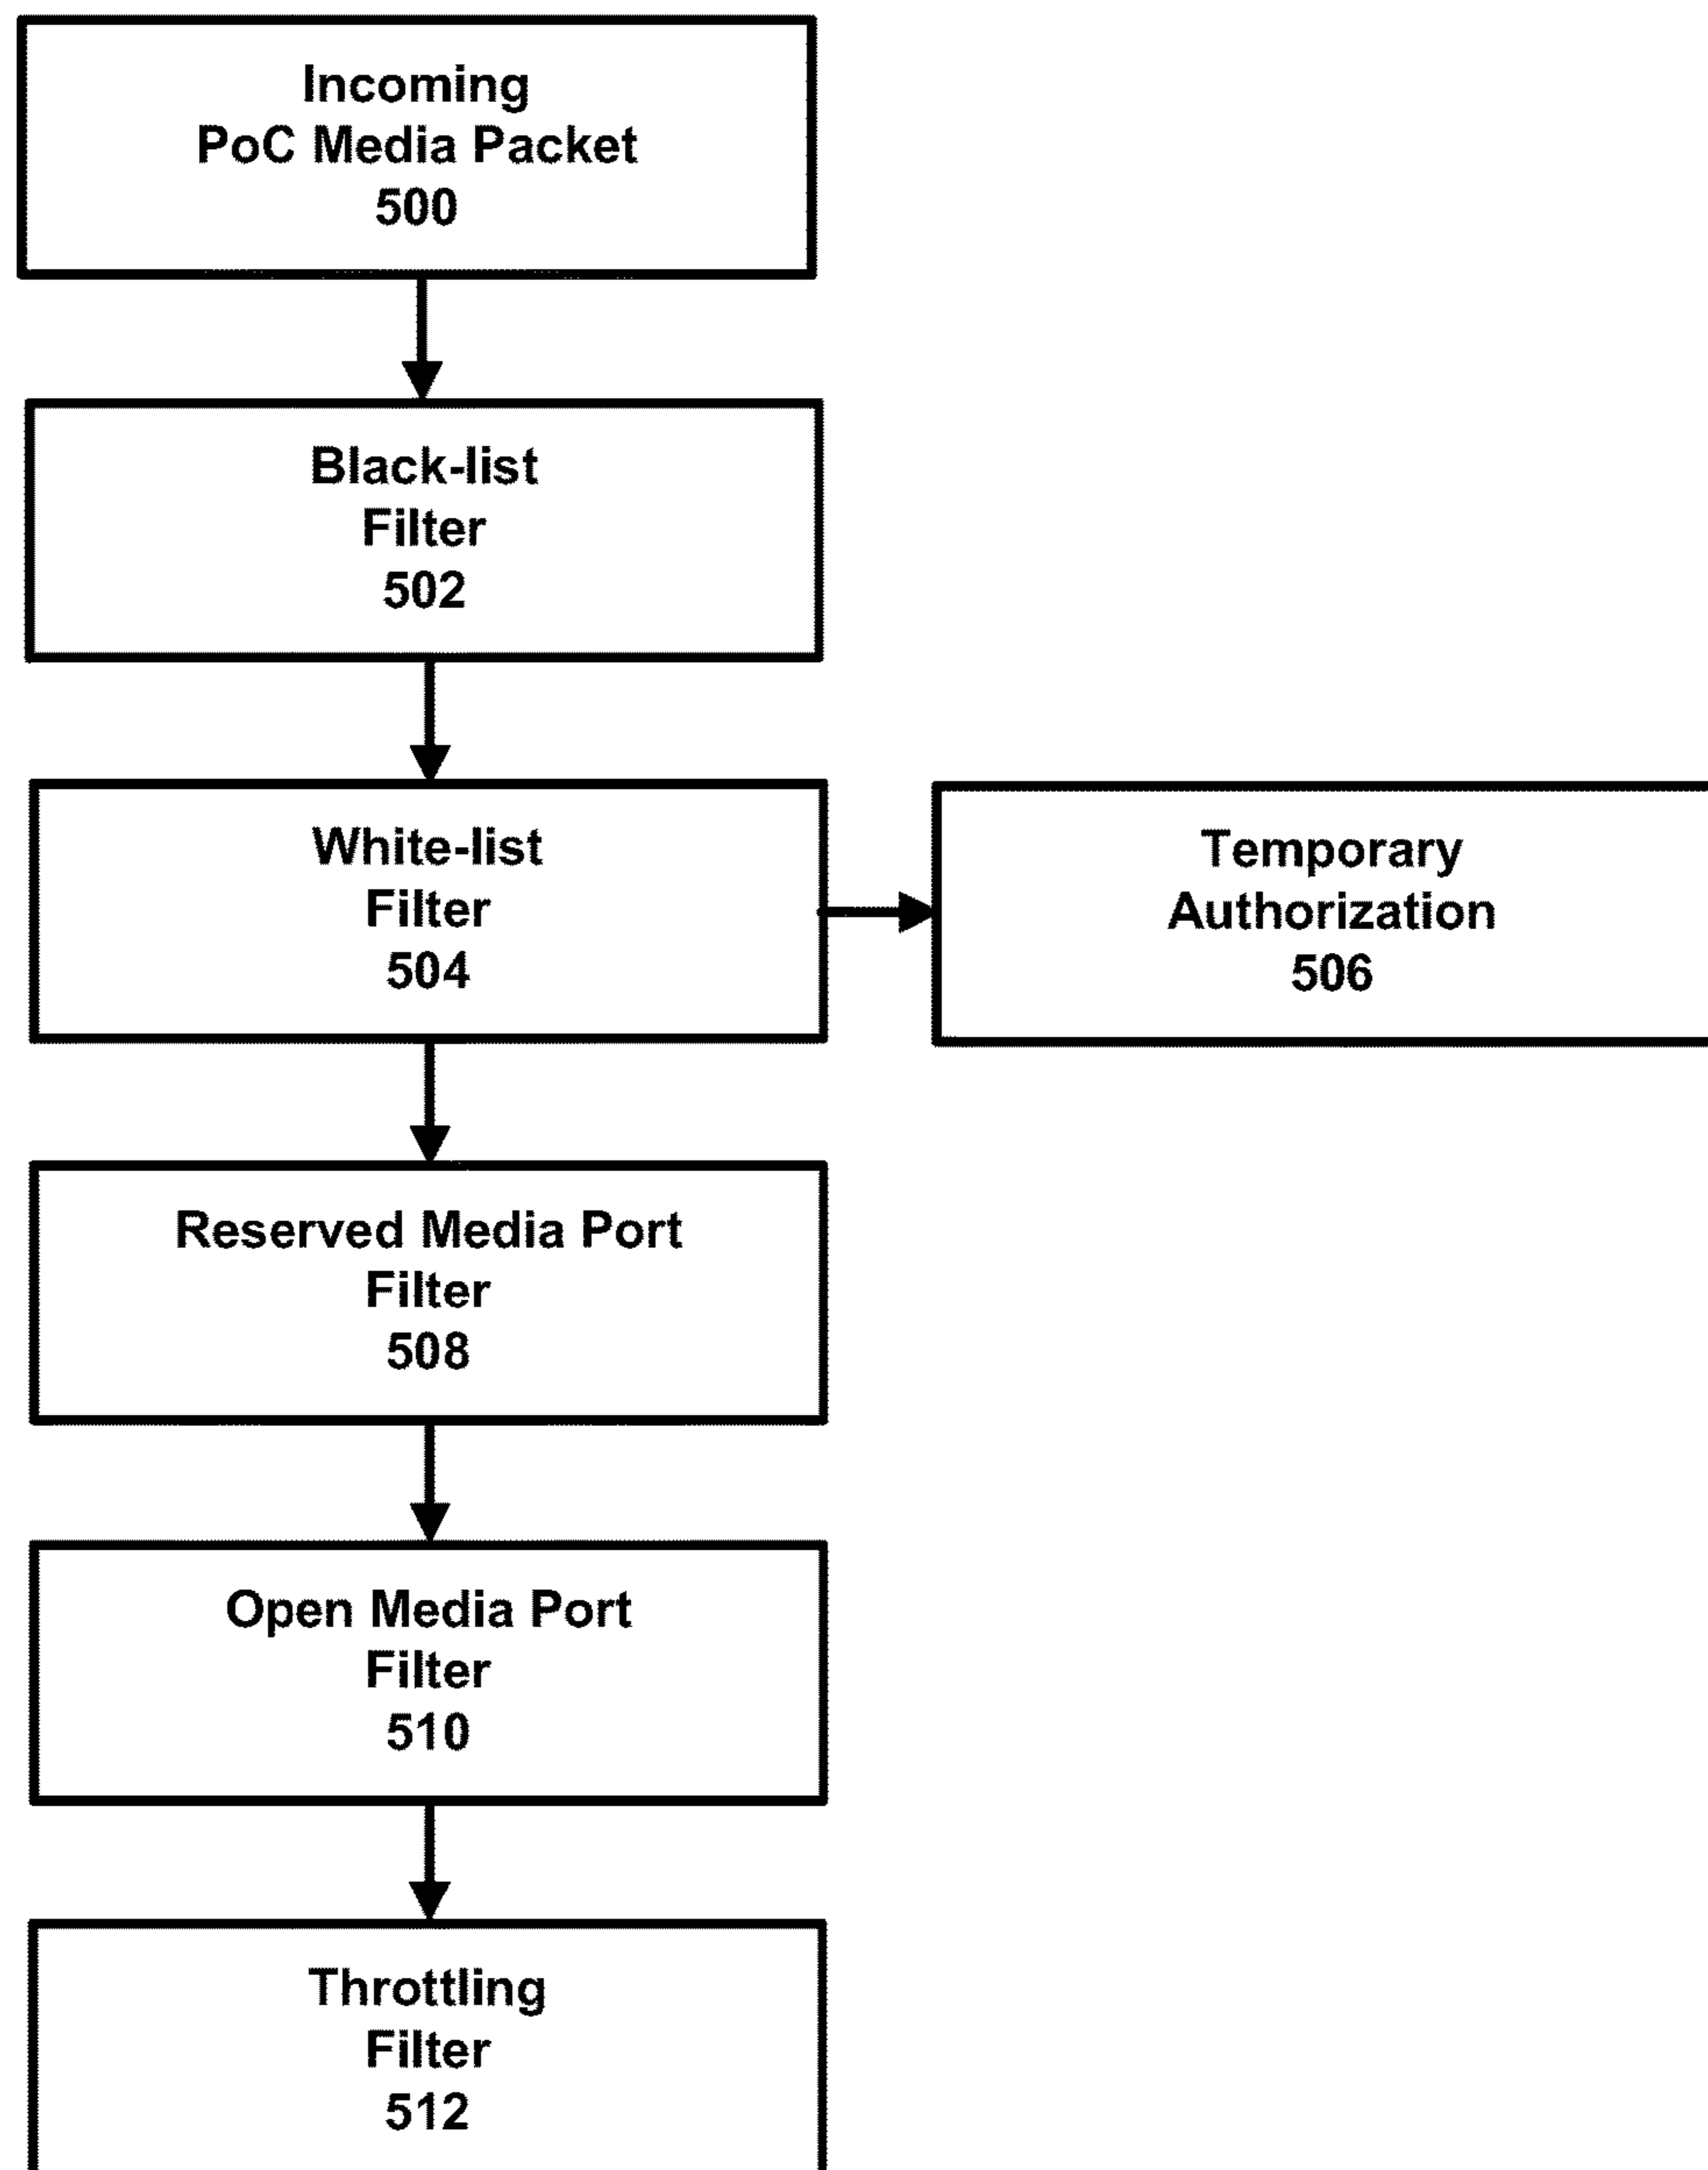 Incoming
PoC Media Packet
500
Black-list
Filter
502
White-list
Filter
504
Temporary
Authorization
506
Reserved Media Port
Filter
508
Open Media Port
Filter
510
Throttling
Filter
512